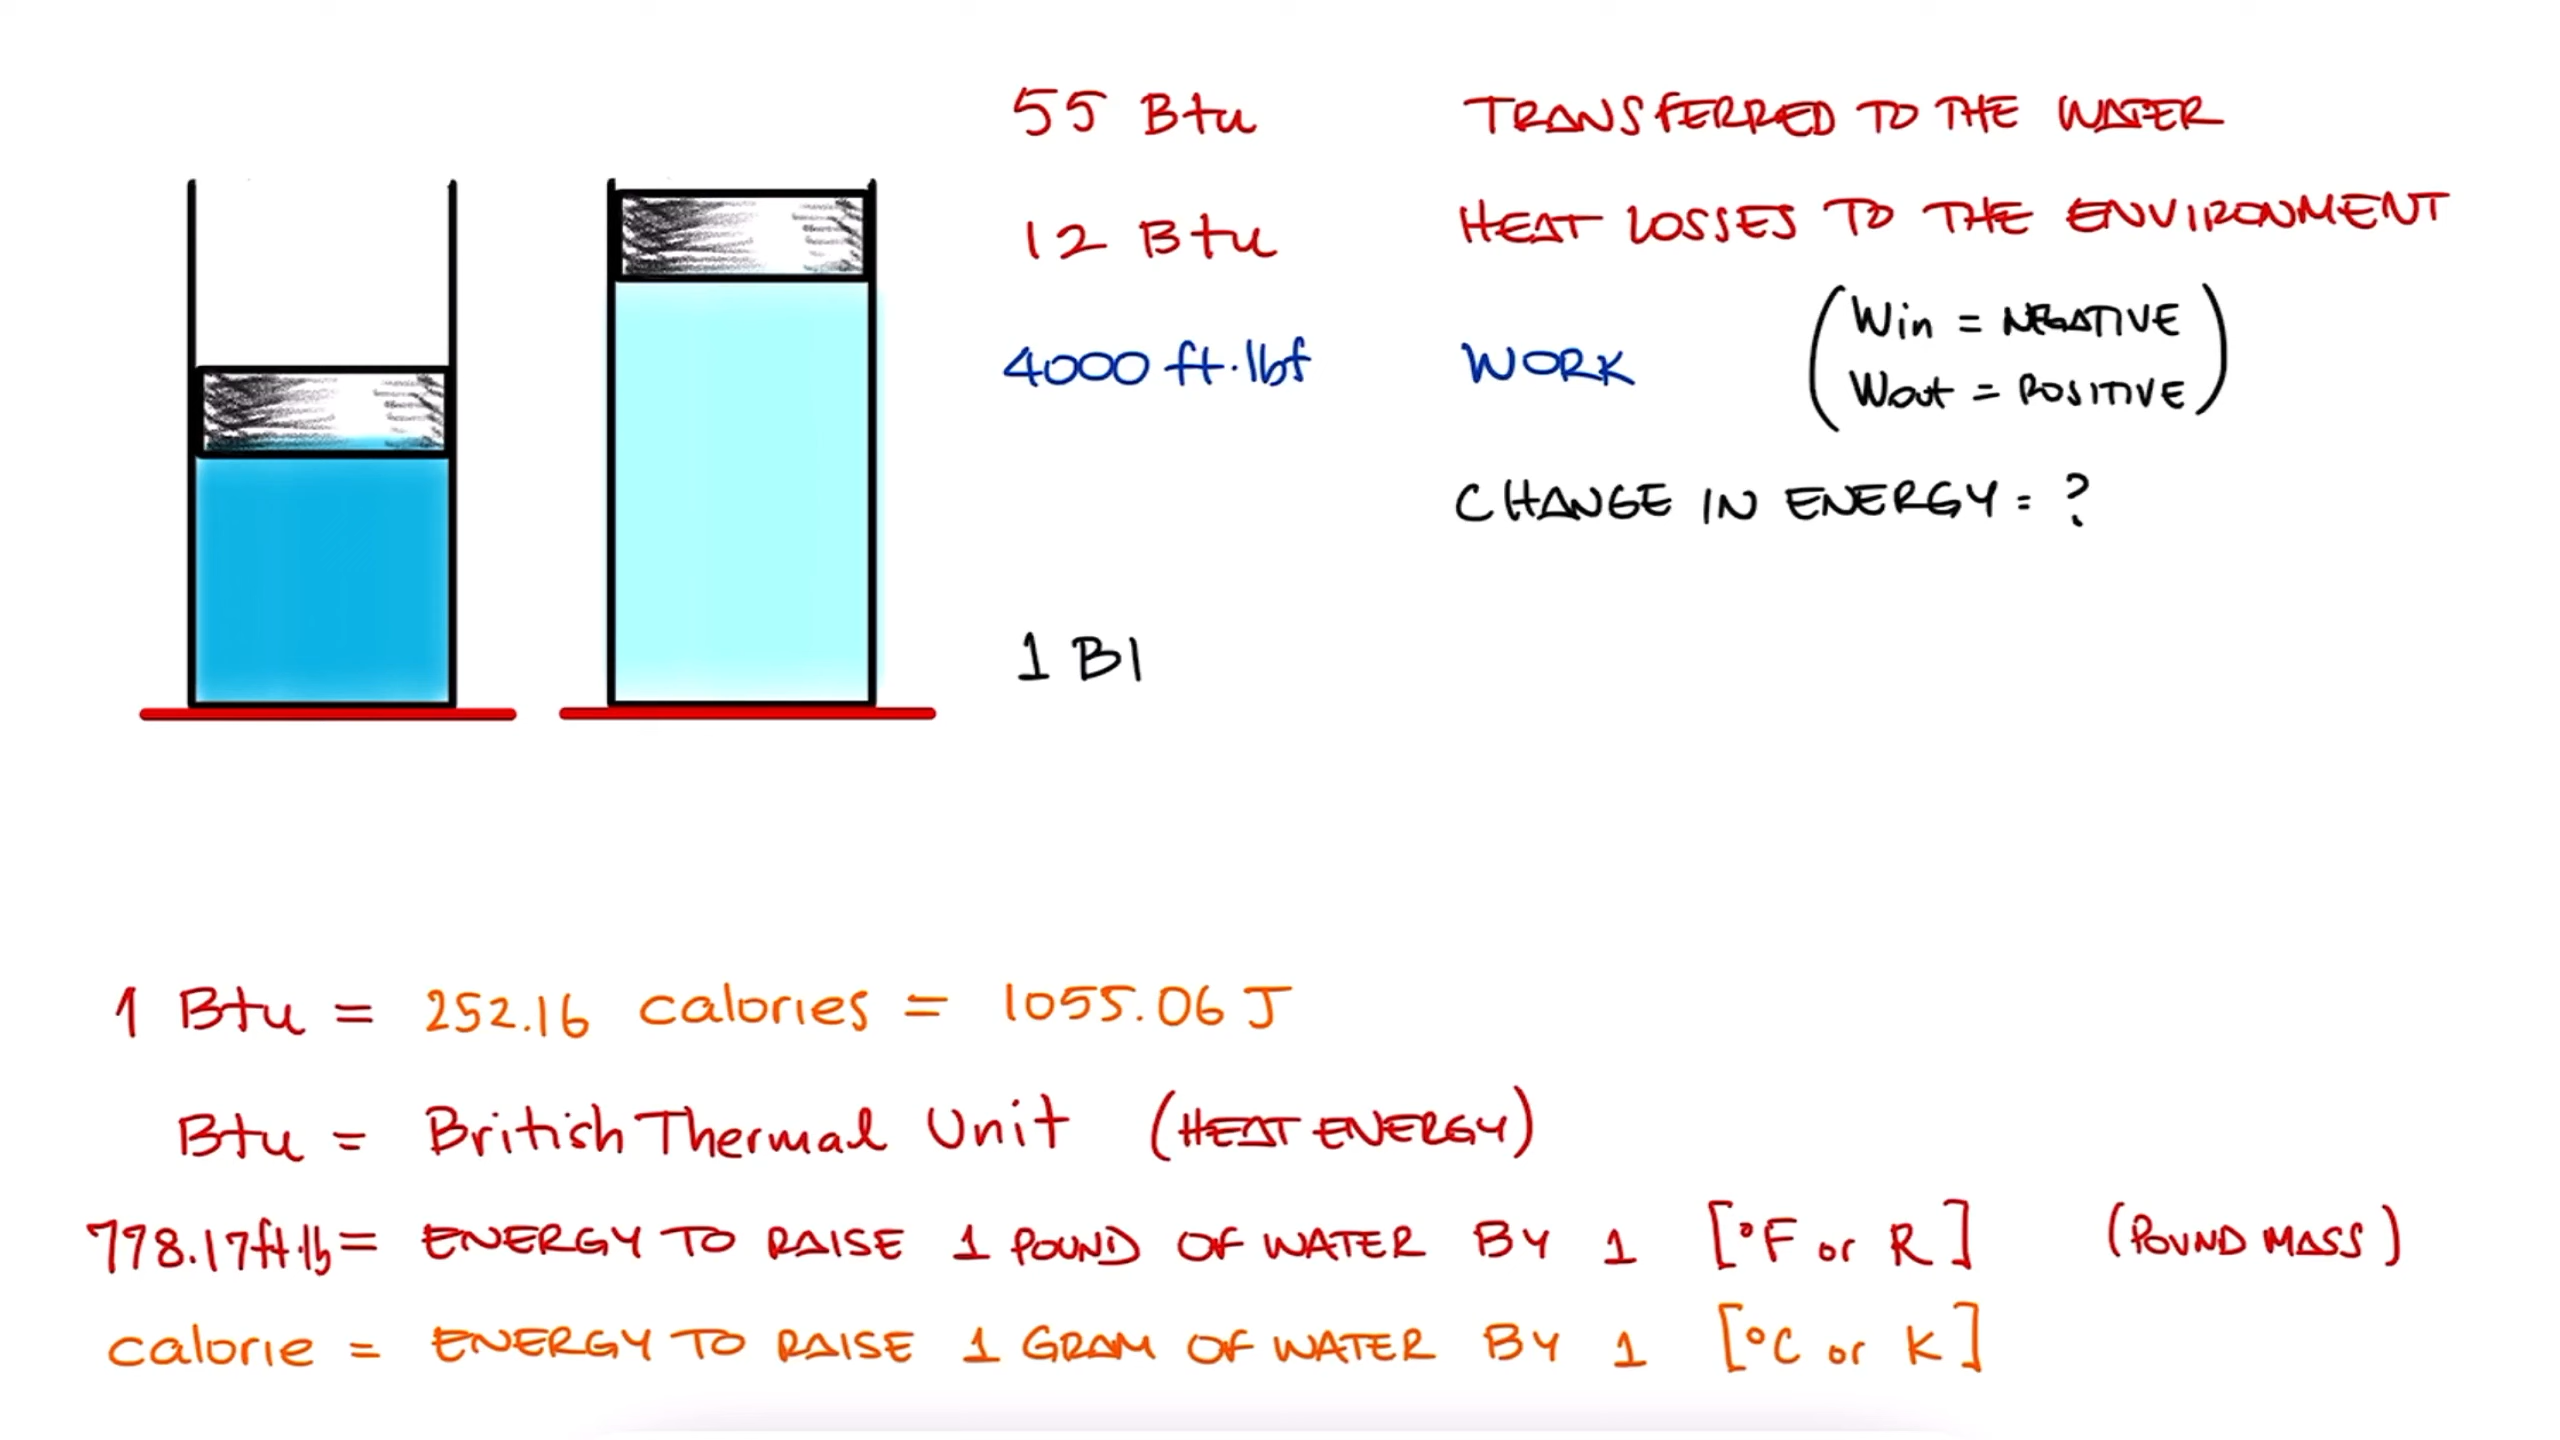 55 Btu TRANSFERRED TO THE WATER
12 Btu HEAT LOSSES TO THE ENVIRONMENT
4000 ft·lbf WORK (Win = NEGATIVE
Wout = POSITIVE)
CHANGE IN ENERGY = ?
1 BI
1 Btu = 252.16 calories = 1055.06 J
Btu = British Thermal Unit (HEAT ENERGY)
778.17ft·lb = ENERGY TO RAISE 1 POUND OF WATER BY 1 [°F or R] (POUND MASS)
calorie = ENERGY TO RAISE 1 GRAM OF WATER BY 1 [°C or K]